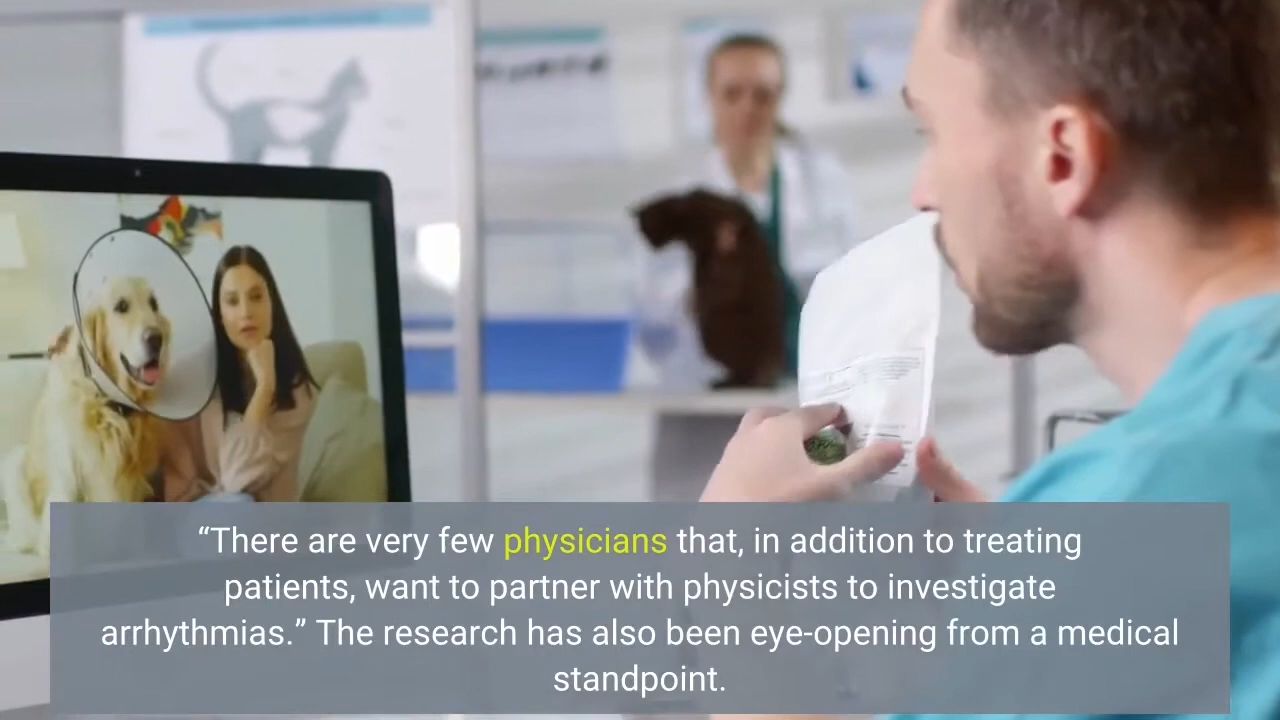 “There are very few physicians that, in addition to treating
patients, want to partner with physicists to investigate
arrhythmias.” The research has also been eye-opening from a medical
standpoint.